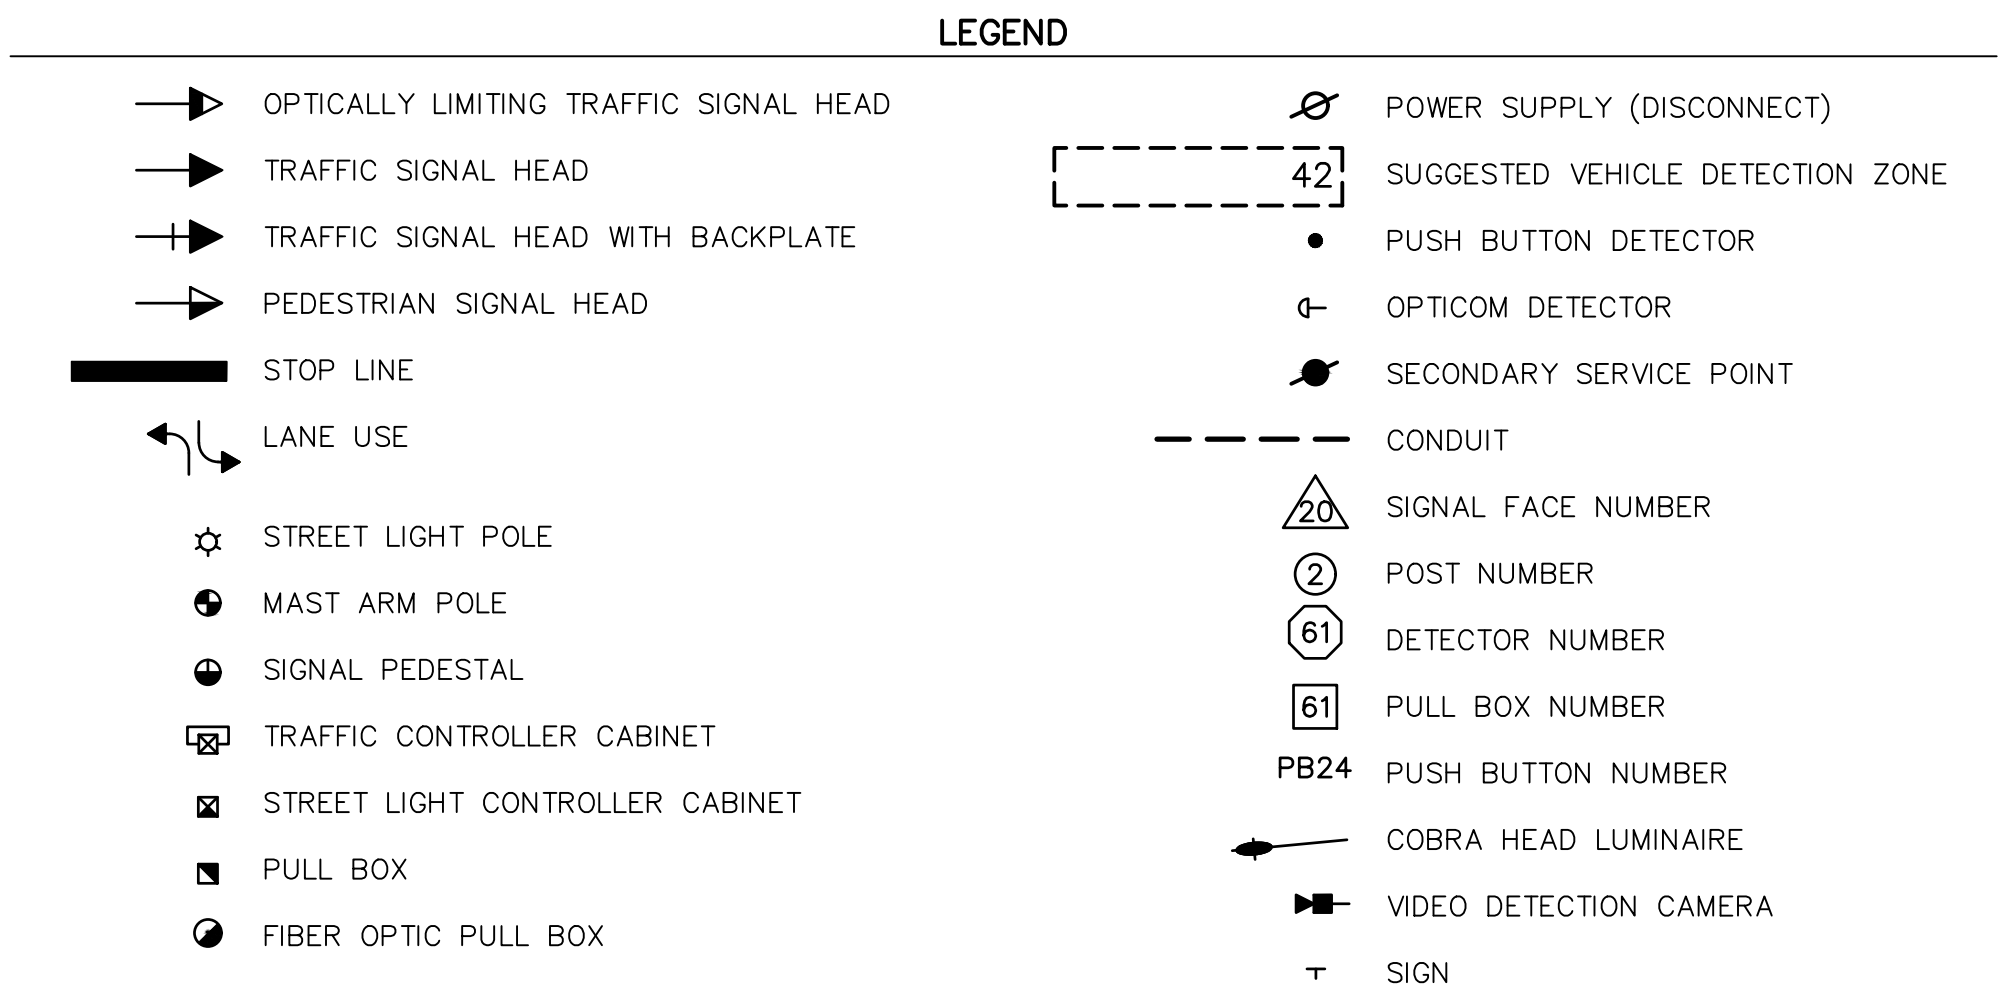 LEGEND
OPTICALLY LIMITING TRAFFIC SIGNAL HEAD
TRAFFIC SIGNAL HEAD
TRAFFIC SIGNAL HEAD WITH BACKPLATE
PEDESTRIAN SIGNAL HEAD
STOP LINE
LANE USE
STREET LIGHT POLE
MAST ARM POLE
SIGNAL PEDESTAL
TRAFFIC CONTROLLER CABINET
STREET LIGHT CONTROLLER CABINET
PULL BOX
FIBER OPTIC PULL BOX
POWER SUPPLY (DISCONNECT)
42 SUGGESTED VEHICLE DETECTION ZONE
PUSH BUTTON DETECTOR
OPTICOM DETECTOR
SECONDARY SERVICE POINT
CONDUIT
20 SIGNAL FACE NUMBER
2 POST NUMBER
61 DETECTOR NUMBER
61 PULL BOX NUMBER
PB24 PUSH BUTTON NUMBER
COBRA HEAD LUMINAIRE
VIDEO DETECTION CAMERA
SIGN